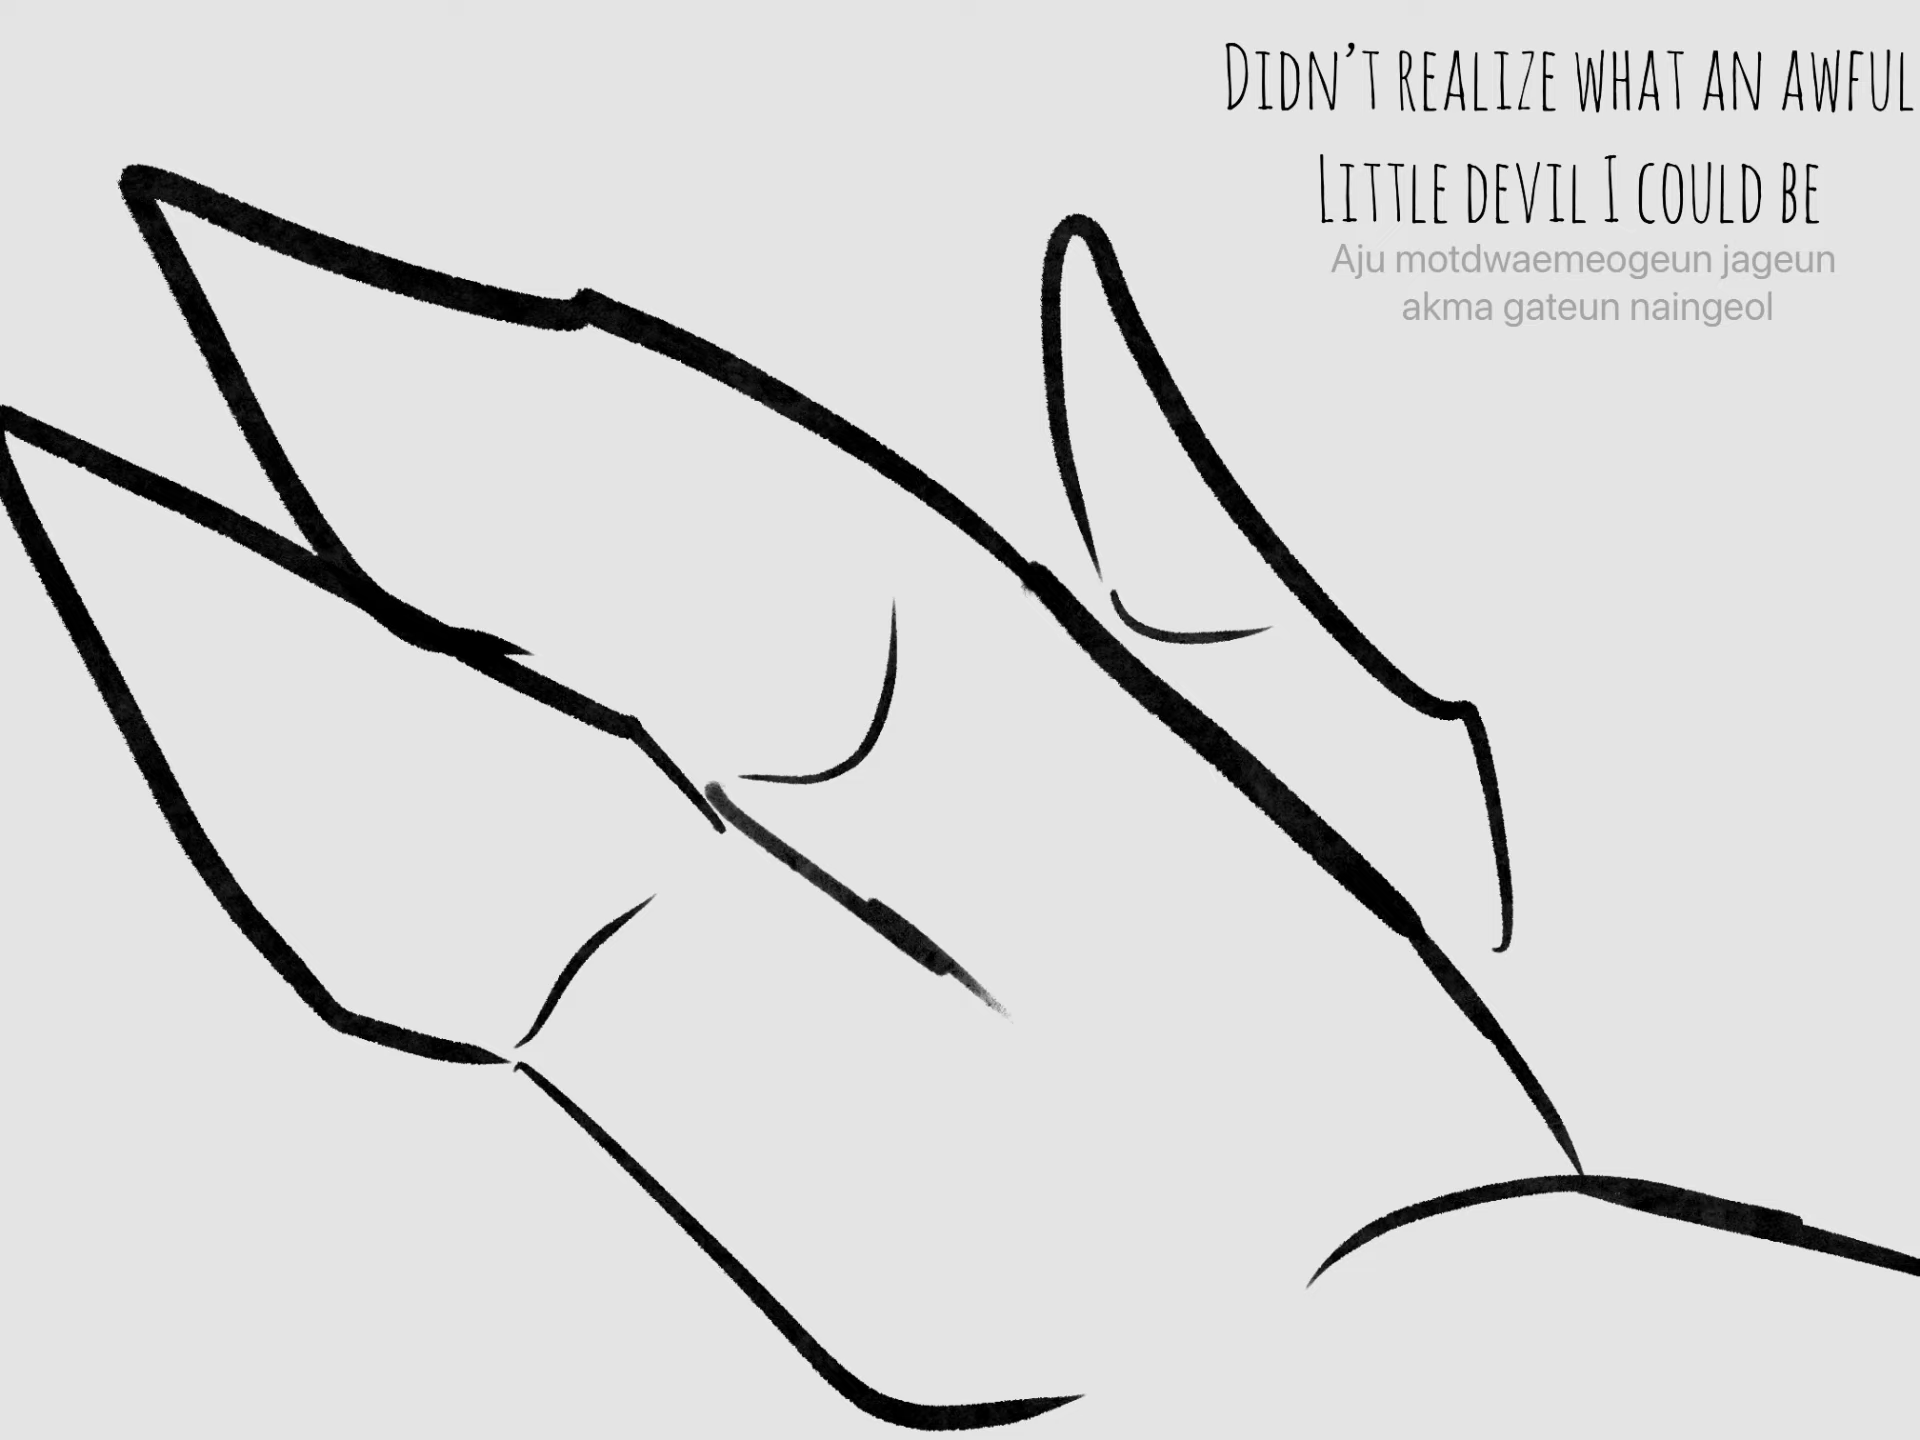 Didn't realize what an awful
Little devil I could be
Aju motdwaemeogeun jageun
akma gateun naingeol